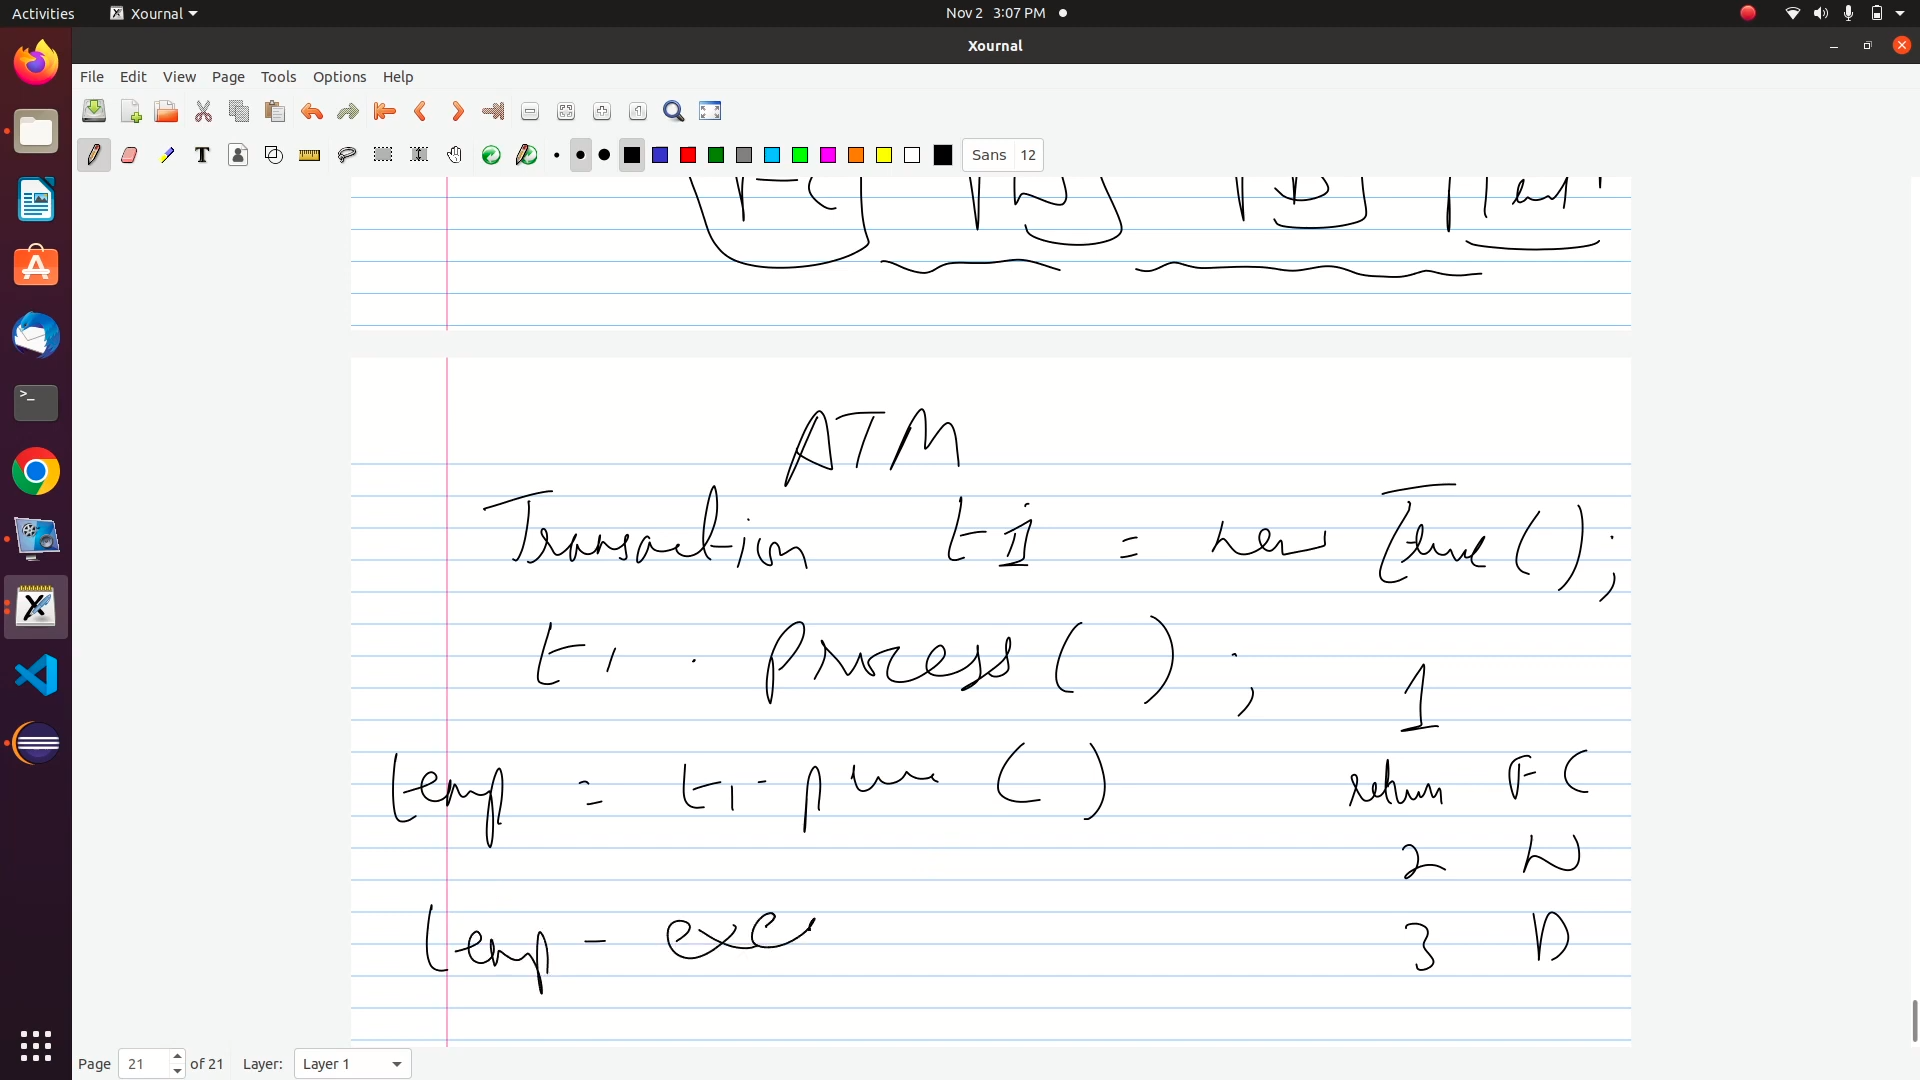 Activities Xournal Nov 2 3:07 PM
Xournal
File Edit View Page Tools Options Help
Sans 12
FC W D
ATM
Transaction t1 = new ();
t1 . process ( ) ;
1
temp = t1 . ( ) return FC
2 W
temp - exec 3 D
Page 21 of 21 Layer: Layer 1